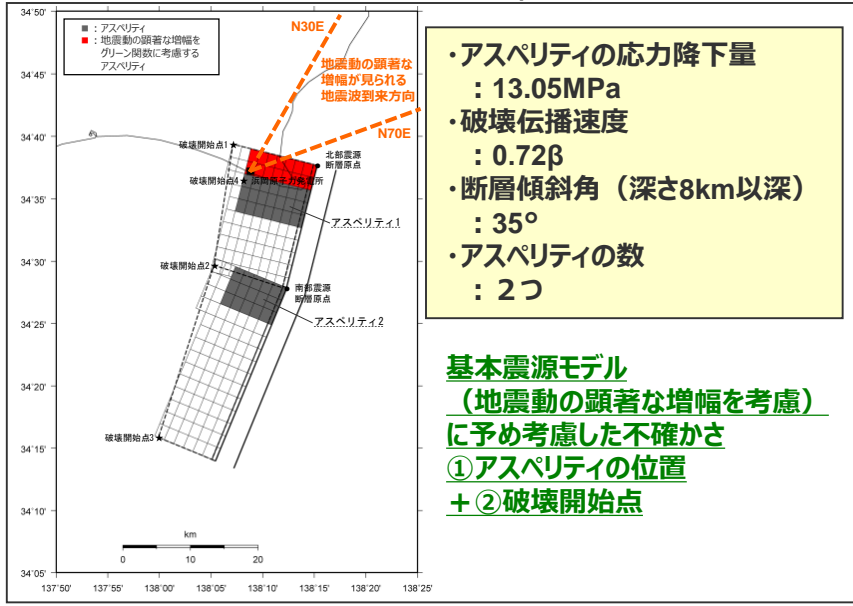 34˚50'
34˚45'
34˚40'
34˚35'
34˚30'
34˚25'
34˚20'
34˚15'
34˚10'
34˚05'
137˚50'
137˚55'
138˚00'
138˚05'
138˚10'
138˚15'
138˚20'
138˚25'
■ : アスペリティ
■ : 地震動の顕著な増幅を
グリーン関数に考慮する
アスペリティ
N30E
地震動の顕著な
増幅が見られる
地震波到来方向
N70E
破壊開始点1
北部震源
断層原点
破壊開始点4
浜岡原子力発電所
アスペリティ1
破壊開始点2
南部震源
断層原点
アスペリティ2
破壊開始点3
km
0 10 20
・アスペリティの応力降下量
：13.05MPa
・破壊伝播速度
：0.72β
・断層傾斜角（深さ8km以深）
：35°
・アスペリティの数
：２つ
基本震源モデル
（地震動の顕著な増幅を考慮）
に予め考慮した不確かさ
①アスペリティの位置
＋②破壊開始点